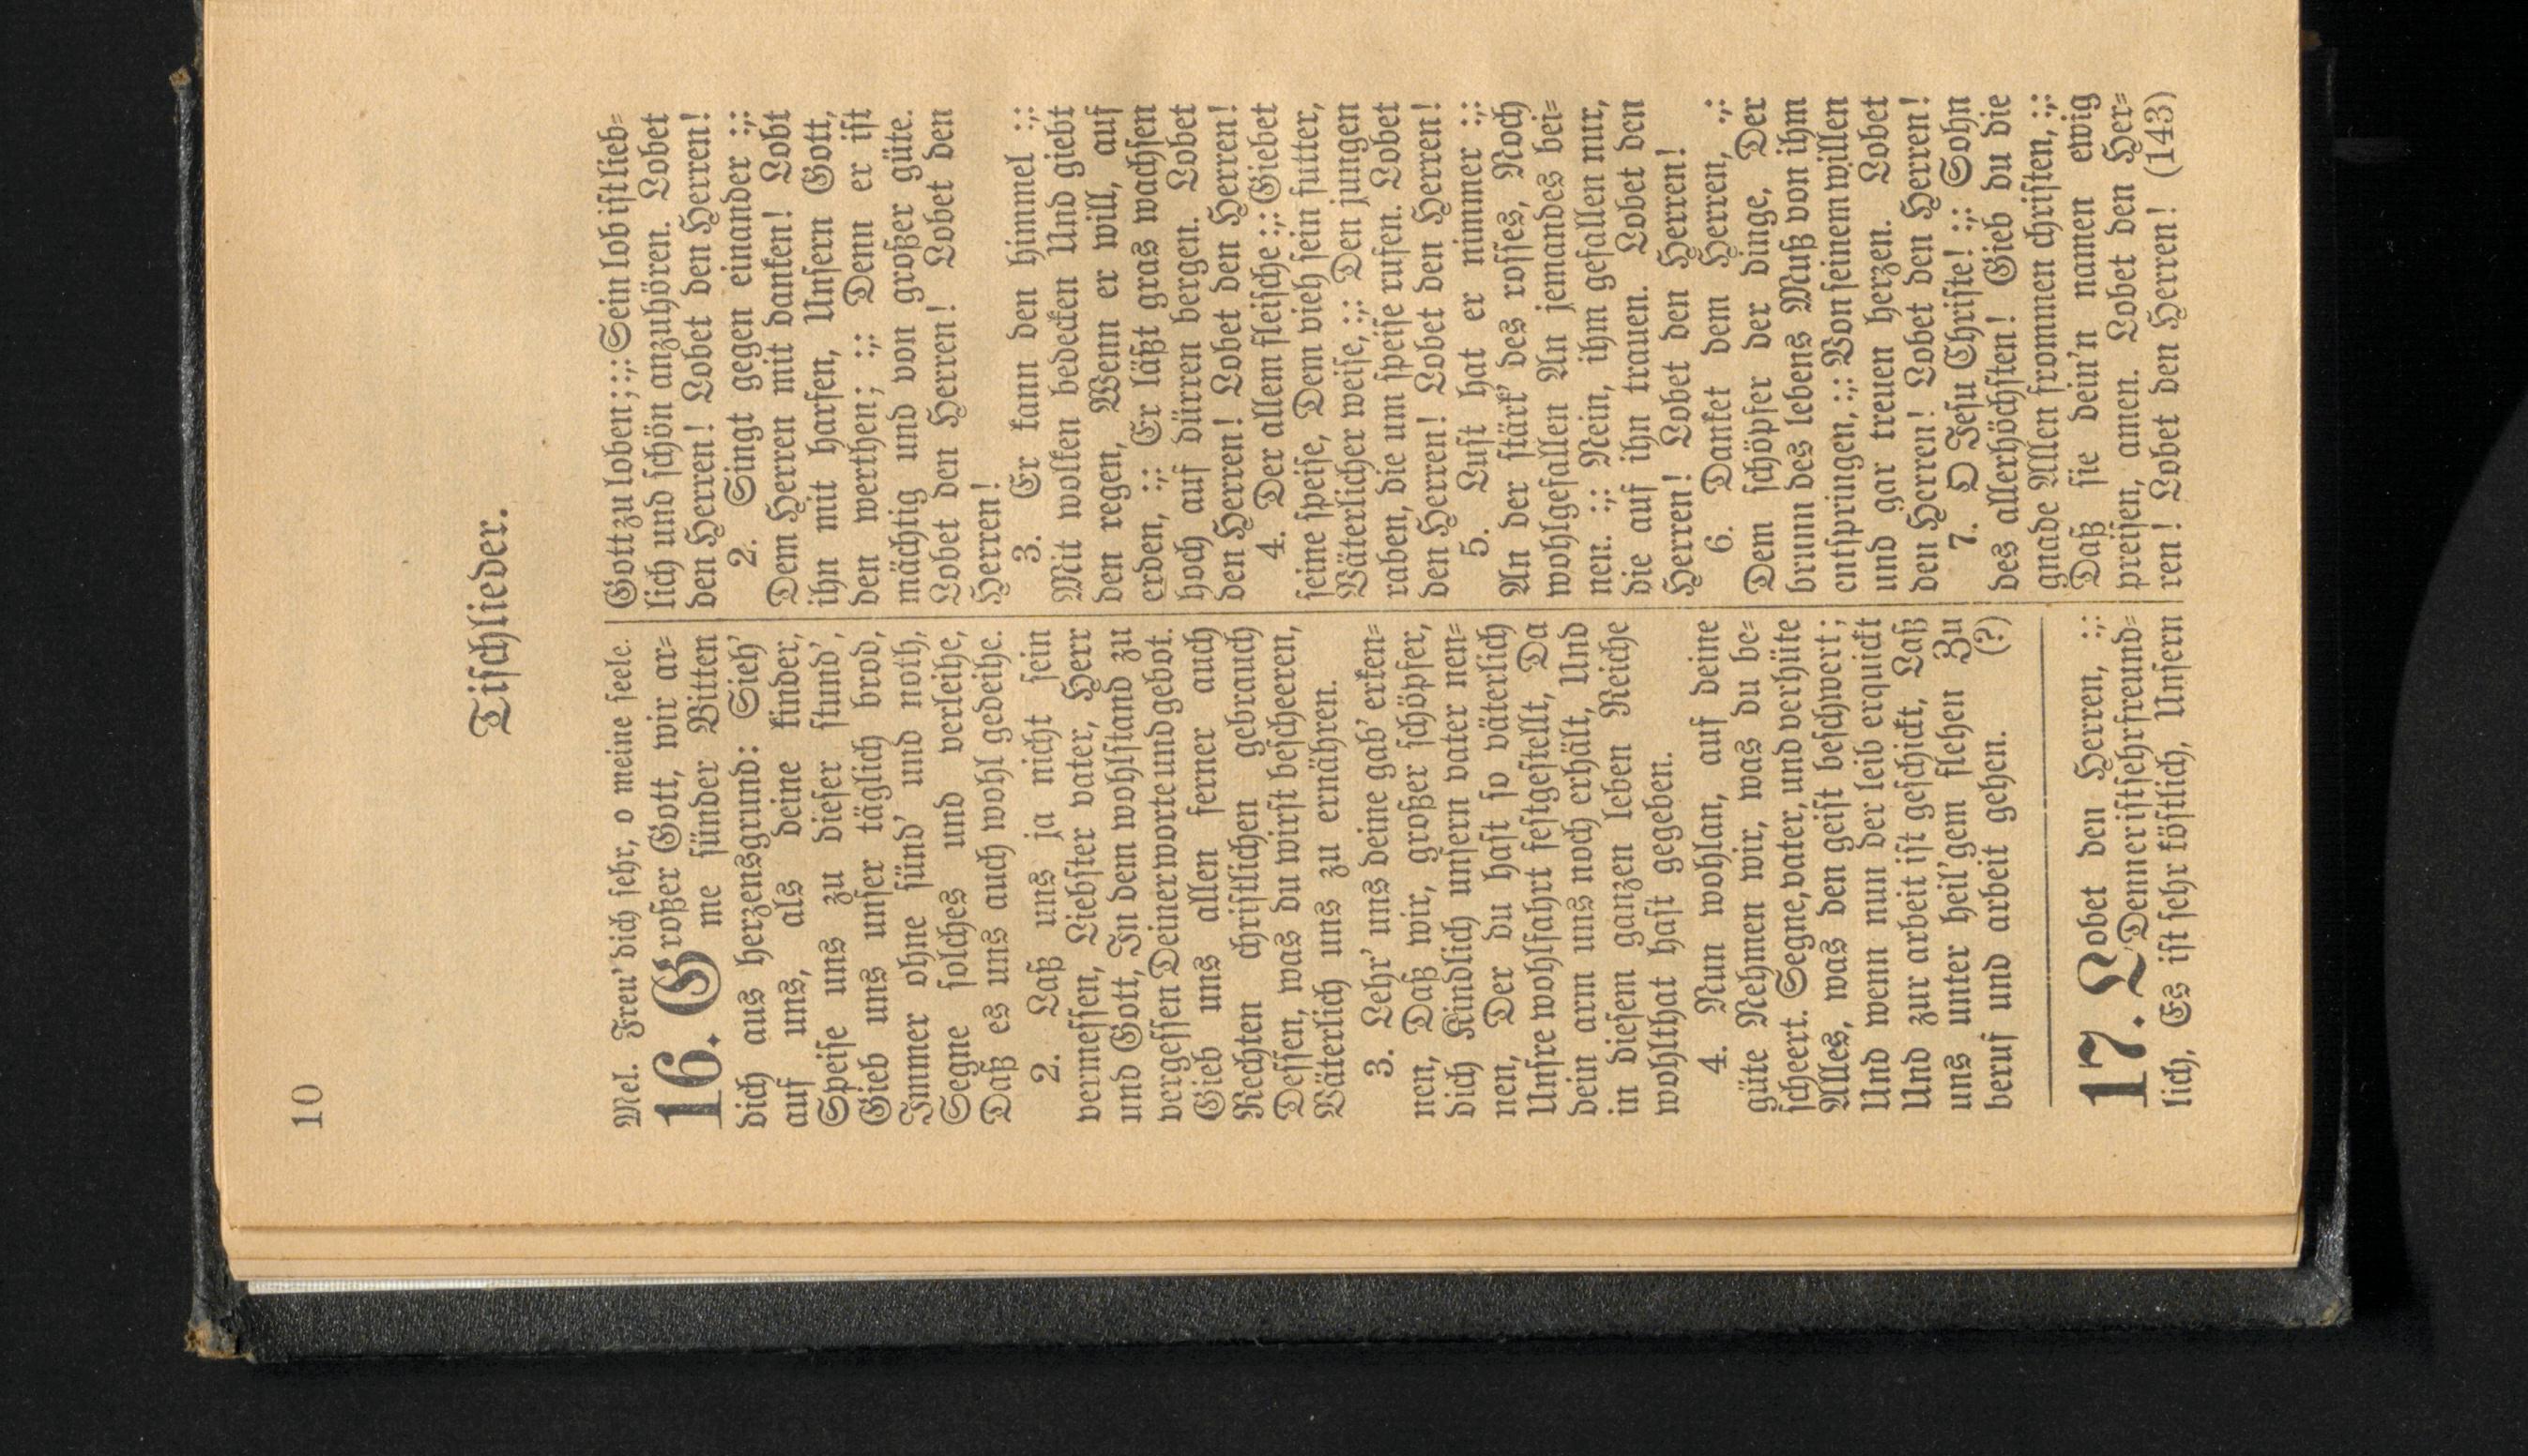 10
Tiſchlieder.
Mel. Freu' dich ſehr, o meine ſeele.
16. Großer Gott, wir ar⸗
me ſünder Bitten
dich aus herzensgrund: Sieh'
auf uns, als deine kinder,
Speiſe uns zu dieſer ſtund',
Gieb uns unſer täglich brod,
Immer ohne ſünd' und noth,
Segne ſolches und verleihe,
Daß es uns auch wohl gedeihe.
2. Laß uns ja nicht ſein
vermeſſen, Liebſter vater, Herr
und Gott, In dem wohlſtand zu
vergeſſen Deiner worte und gebot.
Gieb uns allen ferner auch
Rechten chriſtlichen gebrauch
Deſſen, was du wirſt beſcheeren,
Väterlich uns zu ernähren.
3. Lehr' uns deine gab' erken⸗
nen, Daß wir, großer ſchöpfer,
dich Kindlich unſern vater nen⸗
nen, Der du haſt ſo väterlich
Unſre wohlfahrt feſtgeſtellt, Da
dein arm uns noch erhält, Und
in dieſem ganzen leben Reiche
wohlthat haſt gegeben.
4. Nun wohlan, auf deine
güte Nehmen wir, was du be⸗
ſcheert. Segne, vater, und verhüte
Alles, was den geiſt beſchwert;
Und wenn nun der leib erquickt
Und zur arbeit iſt geſchickt, Laß
uns unter heil'gem flehen Zu
beruf und arbeit gehen. (?)
17. Lobet den Herren, :,:
Denn er iſt ſehr freund⸗
lich, Es iſt ſehr köſtlich, Unſern
Gott zu loben; :,: Sein lob iſt lieb⸗
lich und ſchön anzuhören. Lobet
den Herren! Lobet den Herren!
2. Singt gegen einander :,:
Dem Herren mit danken! Lobt
ihn mit harfen, Unſern Gott,
den werthen; :,: Denn er iſt
mächtig und von großer güte.
Lobet den Herren! Lobet den
Herren!
3. Er kann den himmel :,:
Mit wolken bedecken Und giebt
den regen, Wenn er will, auf
erden, :,: Er läßt gras wachſen
hoch auf dürren bergen. Lobet
den Herren! Lobet den Herren!
4. Der allem fleiſche :,: Giebet
ſeine ſpeiſe, Dem vieh ſein futter,
Väterlicher weiſe, :,: Den jungen
raben, die um ſpeiſe rufen. Lobet
den Herren! Lobet den Herren!
5. Luſt hat er nimmer :,:
An der ſtärk' des roſſes, Noch
wohlgefallen An jemandes bei⸗
nen. :,: Nein, ihm gefallen nur,
die auf ihn trauen. Lobet den
Herren! Lobet den Herren!
6. Danket dem Herren, :,:
Dem ſchöpfer der dinge, Der
brunn des lebens Muß von ihm
entſpringen, :,: Von ſeinem willen
und gar treuen herzen. Lobet
den Herren! Lobet den Herren!
7. O Jeſu Chriſte! :,: Sohn
des allerhöchſten! Gieb du die
gnade Allen frommen chriſten, :,:
Daß ſie dein'n namen ewig
preiſen, amen. Lobet den Her⸗
ren! Lobet den Herren! (143)